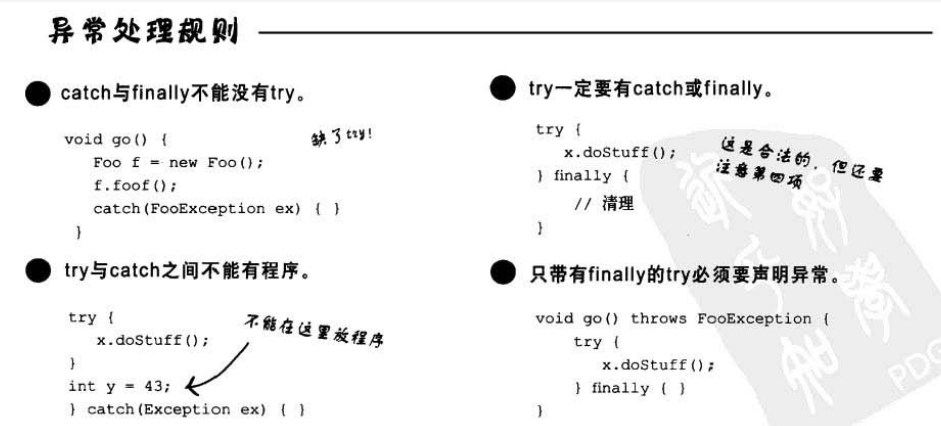 异常处理规则
catch与finally不能没有try。
void go() {
Foo f = new Foo();
f.foof();
catch(FooException ex) { }
}
缺了try!
try与catch之间不能有程序。
try {
x.doStuff();
}
int y = 43;
} catch(Exception ex) { }
不能在这里放程序
try一定要有catch或finally。
try {
x.doStuff();
} finally {
// 清理
}
这是合法的，但还要
注意第四项
只带有finally的try必须要声明异常。
void go() throws FooException {
try {
x.doStuff();
} finally { }
}
PDG